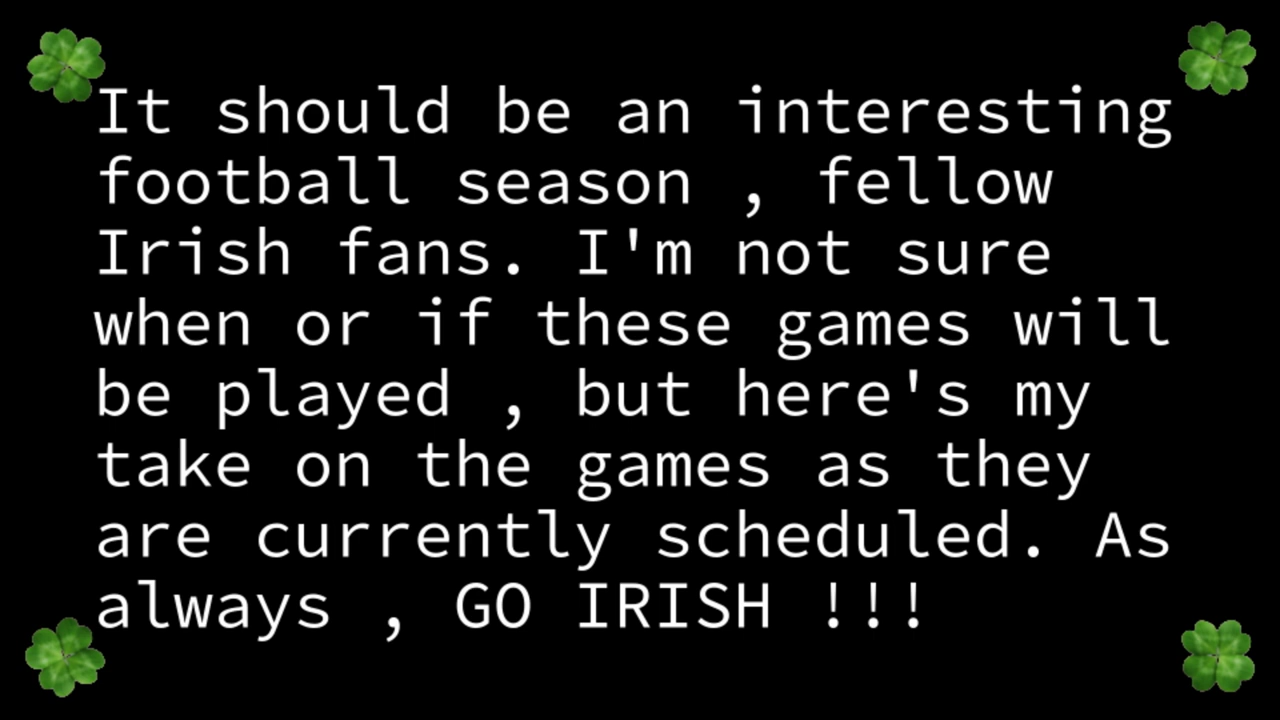 It should be an interesting
football season , fellow
Irish fans. I'm not sure
when or if these games will
be played , but here's my
take on the games as they
are currently scheduled. As
always , GO IRISH !!!